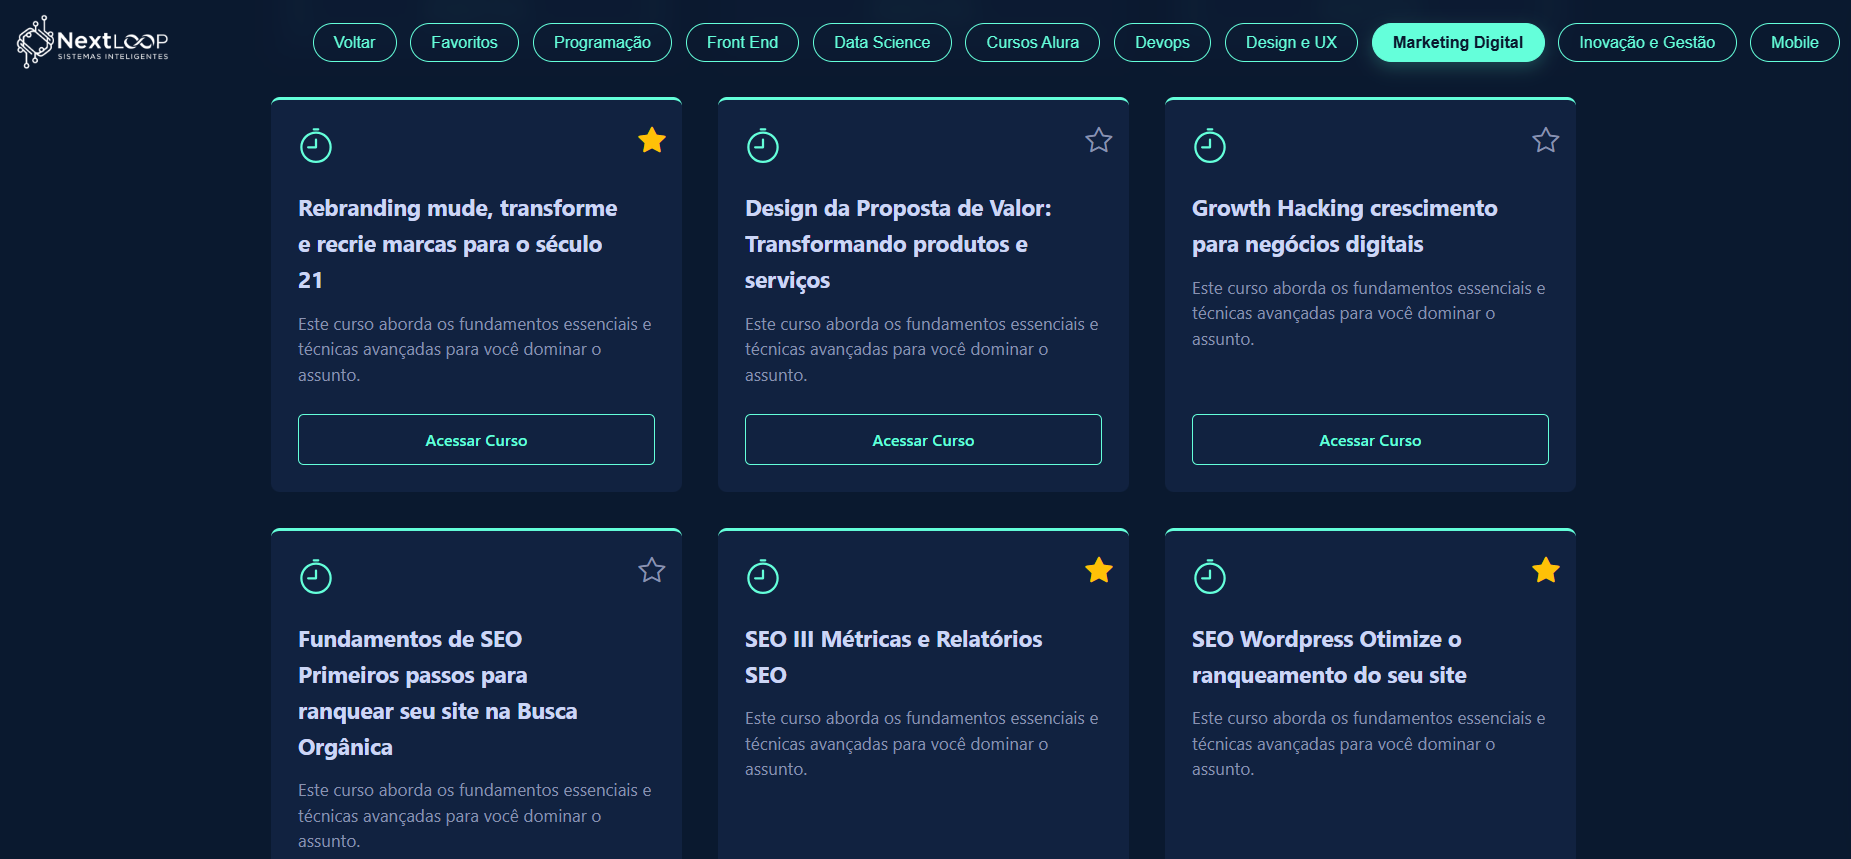 NextLOOP
SISTEMAS INTELIGENTES
Voltar
Favoritos
Programação
Front End
Data Science
Cursos Alura
Devops
Design e UX
Marketing Digital
Inovação e Gestão
Mobile
Rebranding mude, transforme
e recrie marcas para o século
21
Este curso aborda os fundamentos essenciais e
técnicas avançadas para você dominar o
assunto.
Acessar Curso
Design da Proposta de Valor:
Transformando produtos e
serviços
Este curso aborda os fundamentos essenciais e
técnicas avançadas para você dominar o
assunto.
Acessar Curso
Growth Hacking crescimento
para negócios digitais
Este curso aborda os fundamentos essenciais e
técnicas avançadas para você dominar o
assunto.
Acessar Curso
Fundamentos de SEO
Primeiros passos para
ranquear seu site na Busca
Orgânica
Este curso aborda os fundamentos essenciais e
técnicas avançadas para você dominar o
assunto.
SEO III Métricas e Relatórios
SEO
Este curso aborda os fundamentos essenciais e
técnicas avançadas para você dominar o
assunto.
SEO Wordpress Otimize o
ranqueamento do seu site
Este curso aborda os fundamentos essenciais e
técnicas avançadas para você dominar o
assunto.